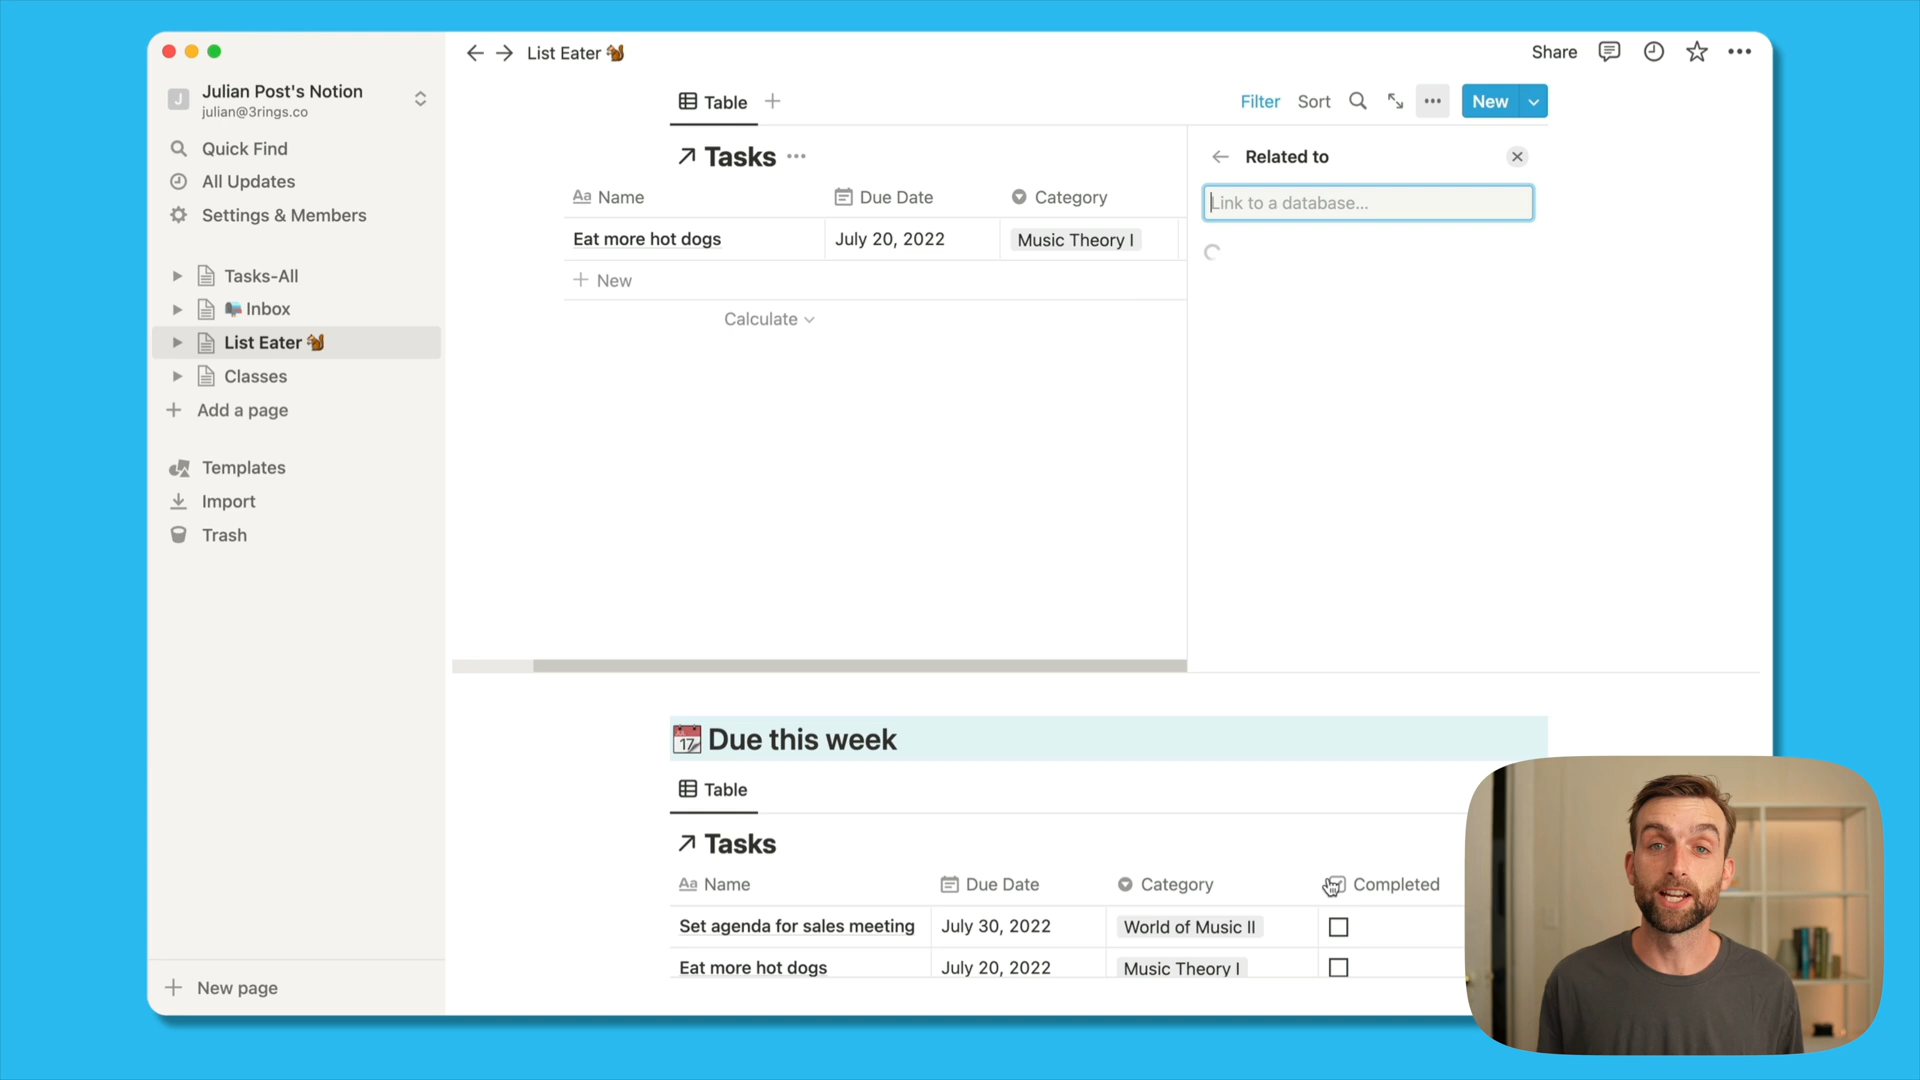 List Eater
Share
Julian Post's Notion
julian@3rings.co
J
Quick Find
All Updates
Settings & Members
Tasks-All
Inbox
List Eater
Classes
Add a page
Templates
Import
Trash
New page
Table
Filter
Sort
New
Tasks
Aa Name
Due Date
Category
Eat more hot dogs
July 20, 2022
Music Theory I
New
Calculate
Related to
Link to a database...
17 Due this week
Table
Tasks
Aa Name
Due Date
Category
Completed
Set agenda for sales meeting
July 30, 2022
World of Music II
Eat more hot dogs
July 20, 2022
Music Theory I